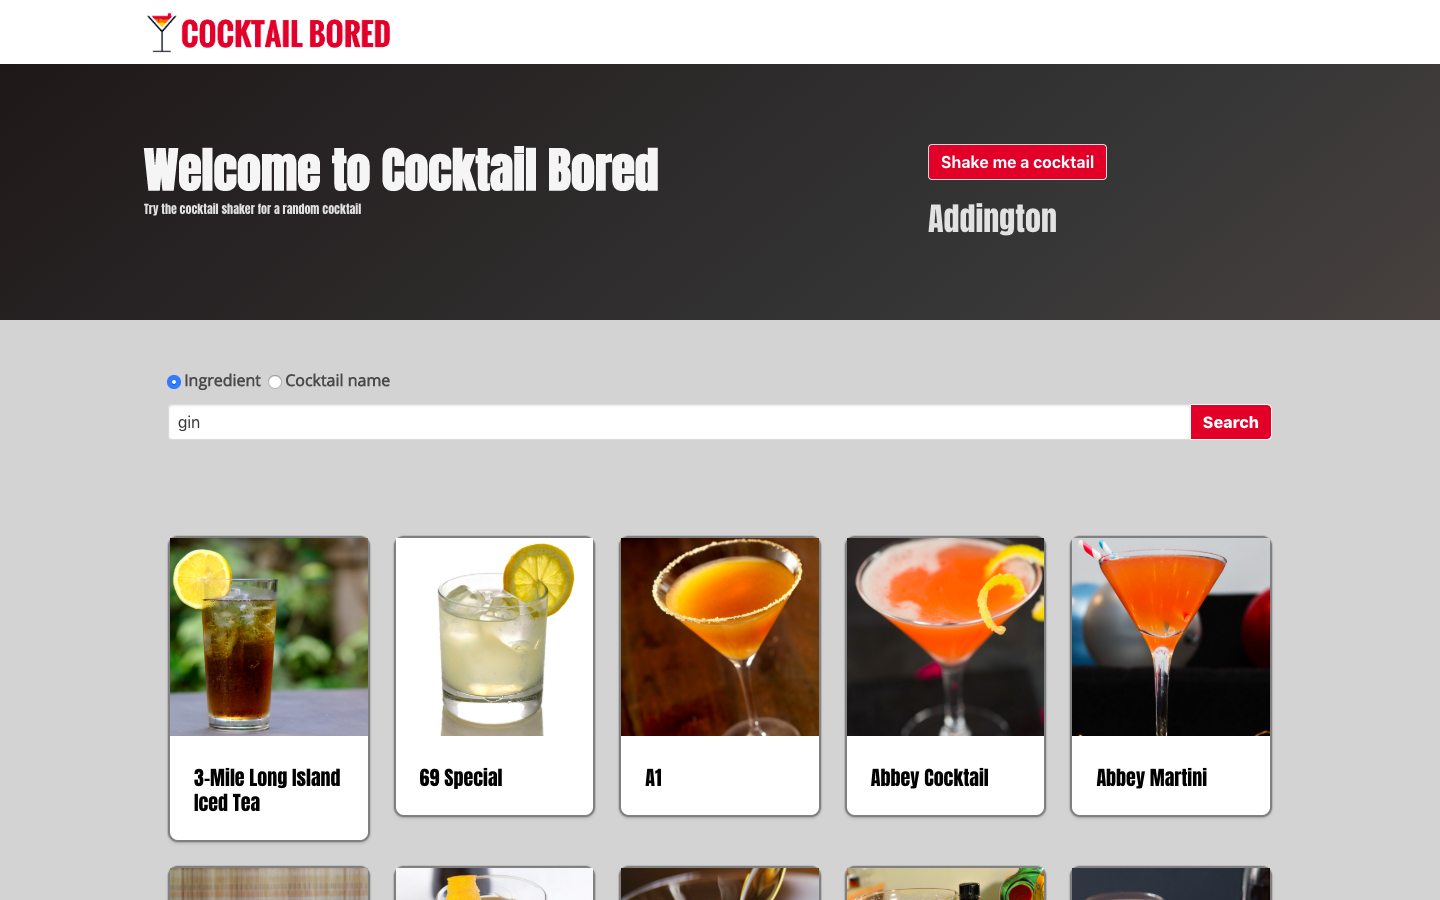 COCKTAIL BORED
Welcome to Cocktail Bored
Try the cocktail shaker for a random cocktail
Shake me a cocktail
Addington
Ingredient Cocktail name
gin
Search
3-Mile Long Island
Iced Tea
69 Special
A1
Abbey Cocktail
Abbey Martini